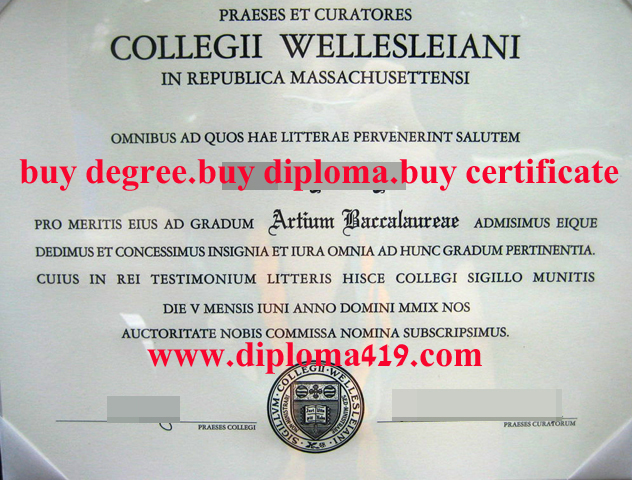 PRAESES ET CURATORES
COLLEGII WELLESLEIANI
IN REPUBLICA MASSACHUSETTENSI
OMNIBUS AD QUOS HAE LITTERAE PERVENERINT SALUTEM
buy degree.buy diploma.buy certificate
PRO MERITIS EIUS AD GRADUM Artium Baccalaureae ADMISIMUS EIQUE
DEDIMUS ET CONCESSIMUS INSIGNIA ET IURA OMNIA AD HUNC GRADUM PERTINENTIA.
CUIUS IN REI TESTIMONIUM LITTERIS HISCE COLLEGI SIGILLO MUNITIS
DIE V MENSIS IUNI ANNO DOMINI MMIX NOS
AUCTORITATE NOBIS COMMISSA NOMINA SUBSCRIPSIMUS.
www.diploma419.com
SIGILLVM COLLEGII WELLESLEIANI
PRAESES COLLEGI
PRAESES CURATORUM